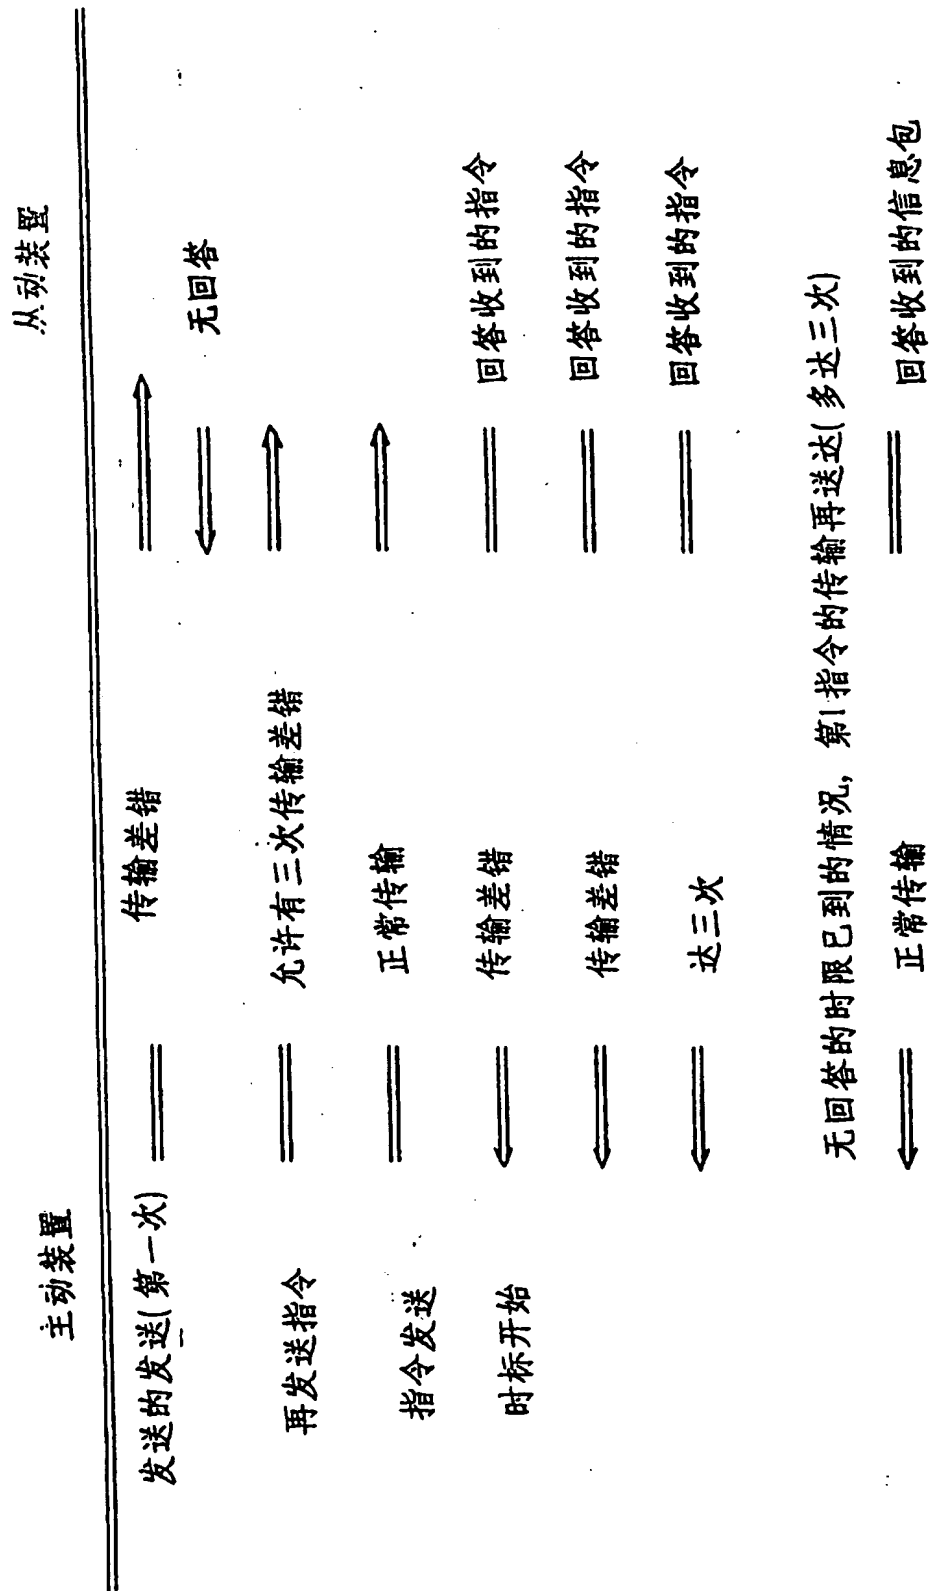 主动装置 从动装置
发送的发送(第一次) 传输差错
无回答
再发送指令 允许有三次传输差错
指令发送 正常传输
时标开始 传输差错 回答收到的指令
传输差错 回答收到的指令
达三次 回答收到的指令
无回答的时限已到的情况, 第1指令的传输再送达(多达三次)
正常传输 回答收到的信息包